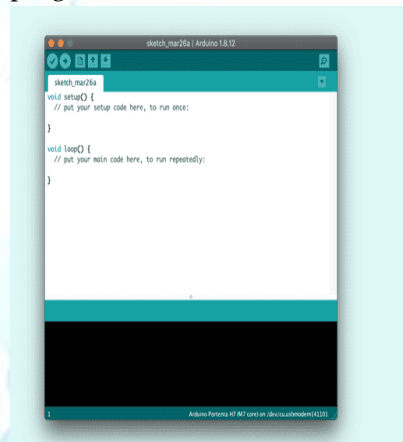 sketch_mar26a | Arduino 1.8.12
sketch_mar26a
void setup() {
// put your setup code here, to run once:
}
void loop() {
// put your main code here, to run repeatedly:
}
1
Arduino Portenta H7 (M7 core) on /dev/cu.usbmodem141101